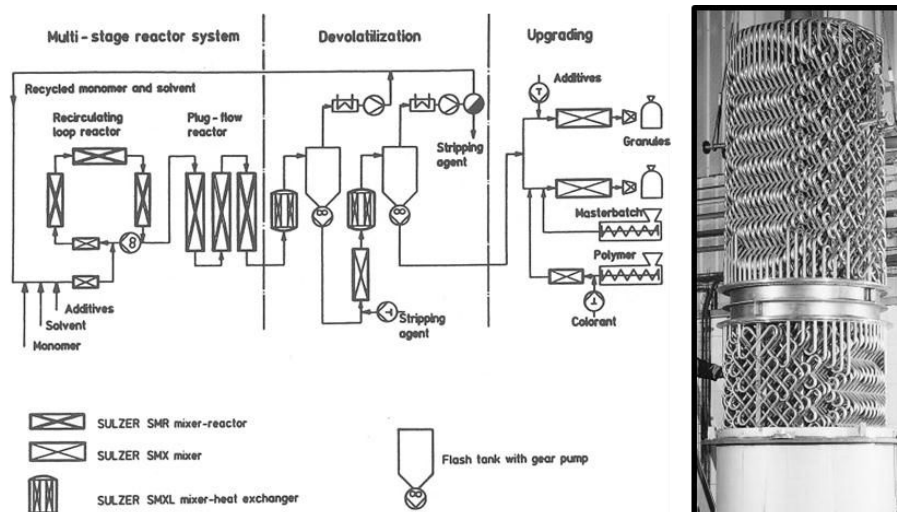 Multi-stage reactor system
Devolatilization
Upgrading
Recycled monomer and solvent
Additives
Recirculating
loop reactor
Plug-flow
reactor
Stripping
agent
Granules
Masterbatch
Polymer
Additives
Solvent
Monomer
Stripping
agent
Colorant
SULZER SMR mixer-reactor
SULZER SMX mixer
SULZER SMXL mixer-heat exchanger
Flash tank with gear pump